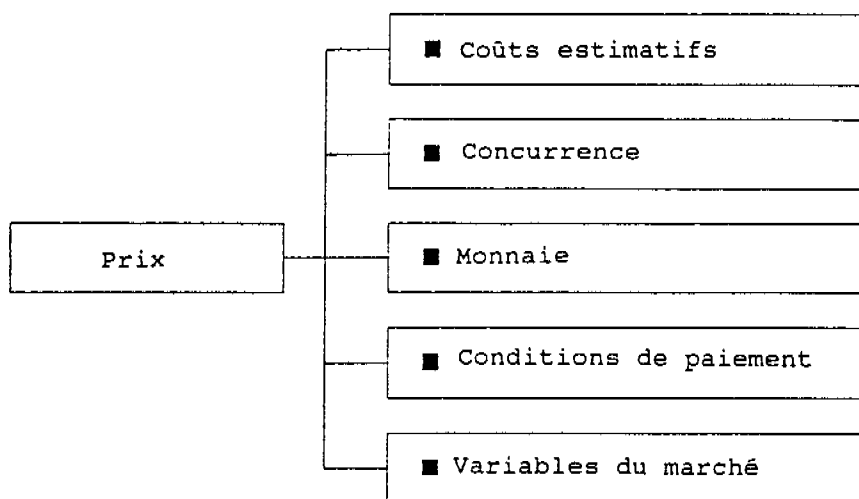 ■ Coûts estimatifs
■ Concurrence
Prix
■ Monnaie
■ Conditions de paiement
■ Variables du marché